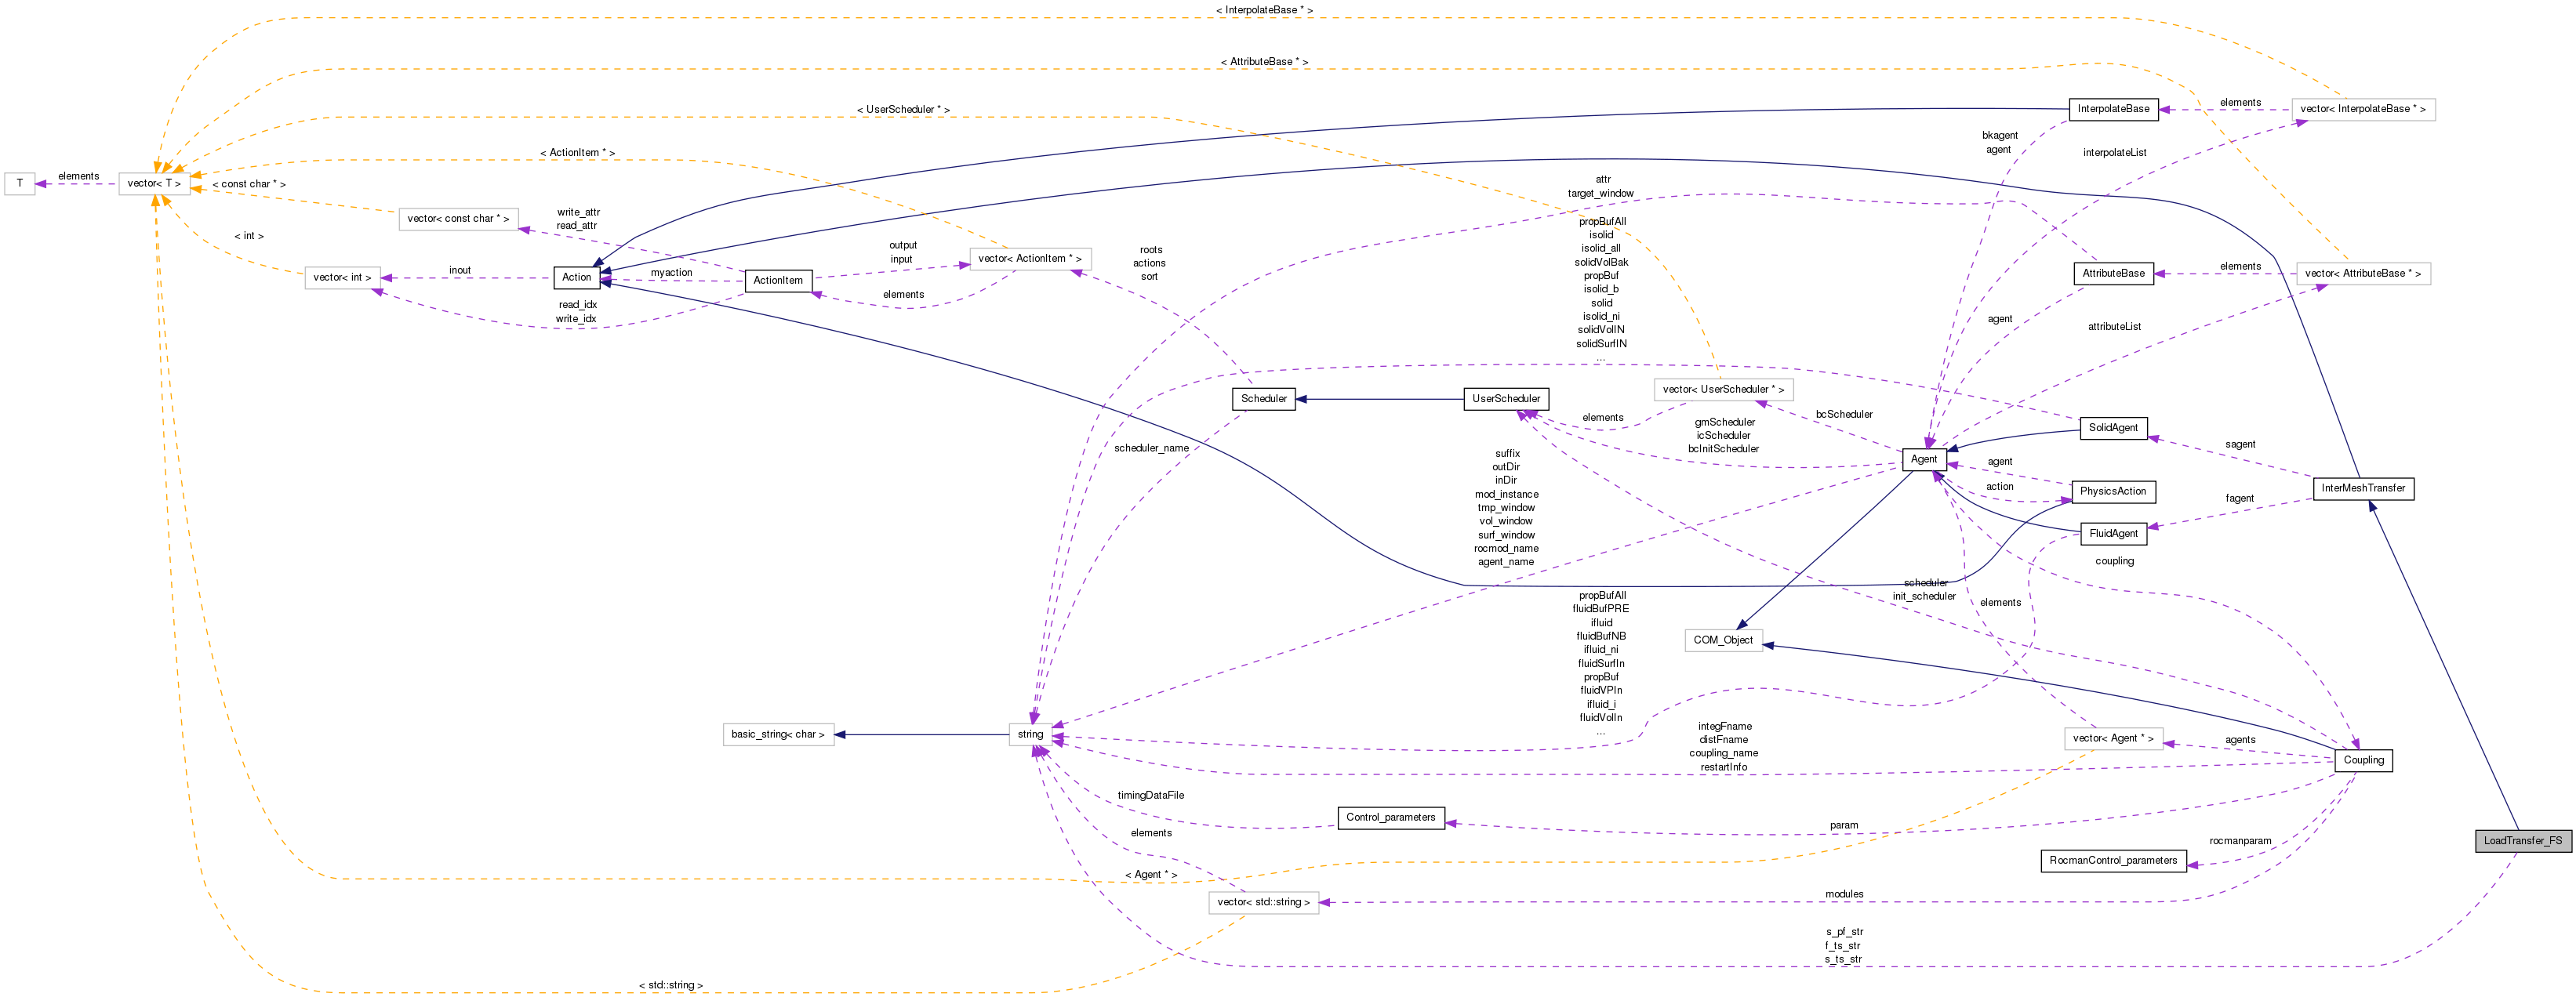 < InterpolateBase * >
< AttributeBase * >
< UserScheduler * >
InterpolateBase
elements
vector< InterpolateBase * >
bkagent
agent
interpolateList
< ActionItem * >
T
elements
vector< T >
< const char * >
attr
target_window
vector< const char * >
write_attr
read_attr
< int >
output
input
roots
actions
sort
propBufAll
isolid
isolid_all
solidVolBak
propBuf
isolid_b
solid
isolid_ni
solidVolIN
solidSurfIN
...
vector< int >
inout
Action
myaction
ActionItem
vector< ActionItem * >
elements
read_idx
write_idx
AttributeBase
elements
vector< AttributeBase * >
agent
attributeList
Scheduler
UserScheduler
vector< UserScheduler * >
elements
bcScheduler
gmScheduler
icScheduler
bcInitScheduler
scheduler_name
SolidAgent
sagent
Agent
agent
action
PhysicsAction
InterMeshTransfer
fagent
FluidAgent
suffix
outDir
inDir
mod_instance
tmp_window
vol_window
surf_window
rocmod_name
agent_name
coupling
scheduler
init_scheduler
elements
propBufAll
fluidBufPRE
ifluid
fluidBufNB
ifluid_ni
fluidSurfIn
propBuf
fluidVPIn
ifluid_i
fluidVolIn
...
COM_Object
basic_string< char >
string
integFname
distFname
coupling_name
restartInfo
vector< Agent * >
agents
Coupling
timingDataFile
Control_parameters
param
elements
rocmanparam
RocmanControl_parameters
LoadTransfer_FS
< Agent * >
vector< std::string >
modules
s_pf_str
f_ts_str
s_ts_str
< std::string >